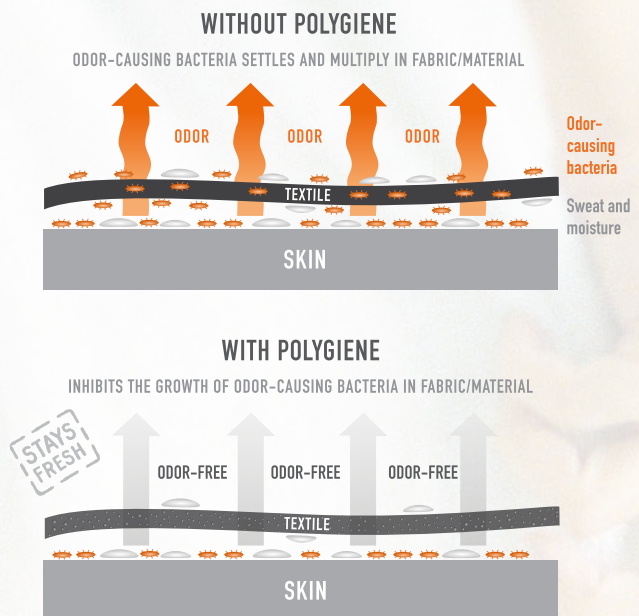 WITHOUT POLYGIENE
ODOR-CAUSING BACTERIA SETTLES AND MULTIPLY IN FABRIC/MATERIAL
ODOR ODOR ODOR
Odor-
causing
bacteria
TEXTILE
Sweat and
moisture
SKIN
WITH POLYGIENE
INHIBITS THE GROWTH OF ODOR-CAUSING BACTERIA IN FABRIC/MATERIAL
STAYS
FRESH
ODOR-FREE ODOR-FREE ODOR-FREE
TEXTILE
SKIN